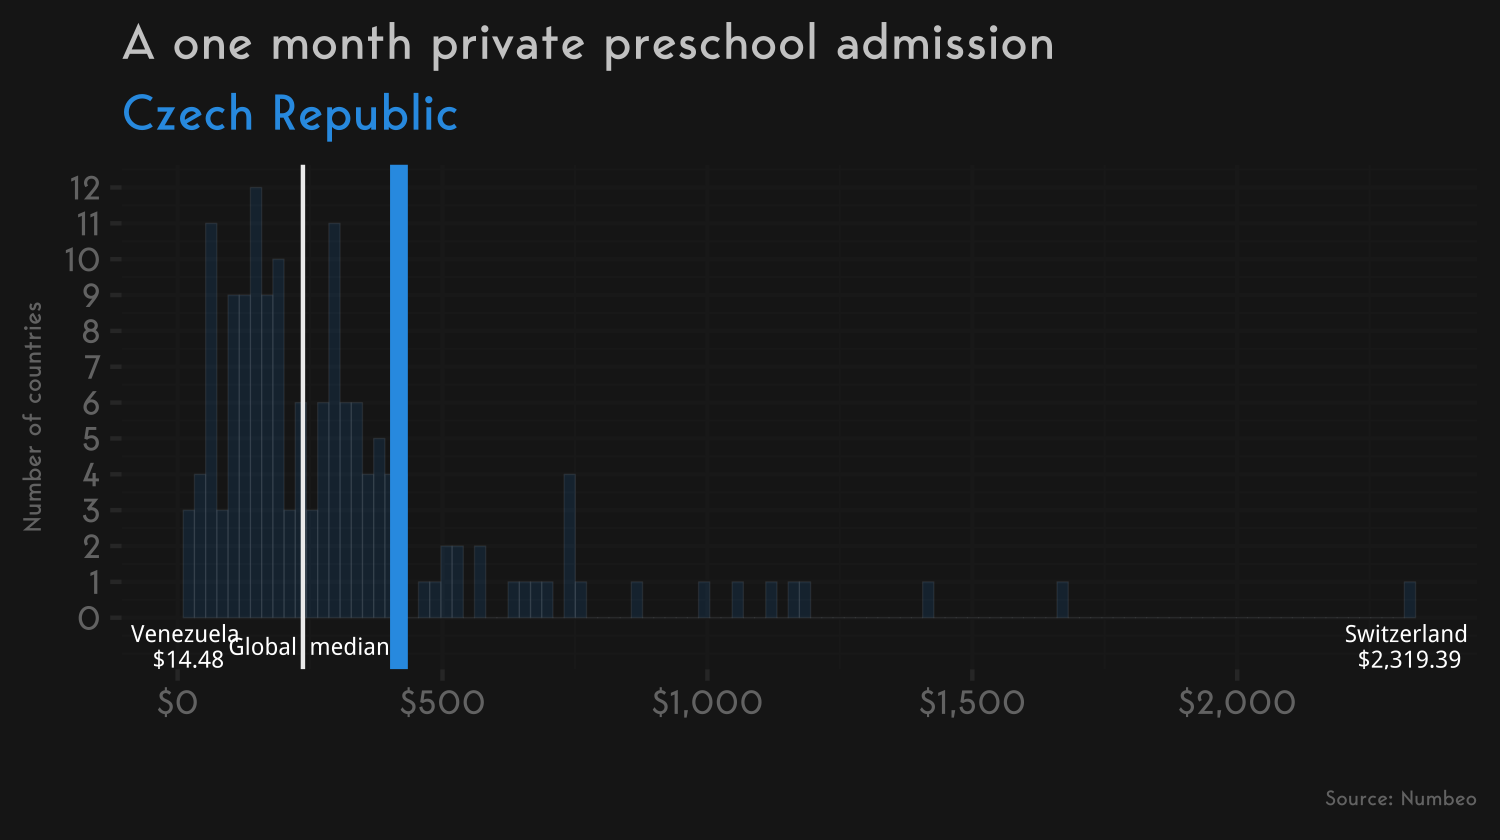 A one month private preschool admission
Czech Republic
Number of countries
12
11
10
9
8
7
6
5
4
3
2
1
0
Venezuela
$14.48
Global median
Switzerland
$2,319.39
$0 $500 $1,000 $1,500 $2,000
Source: Numbeo